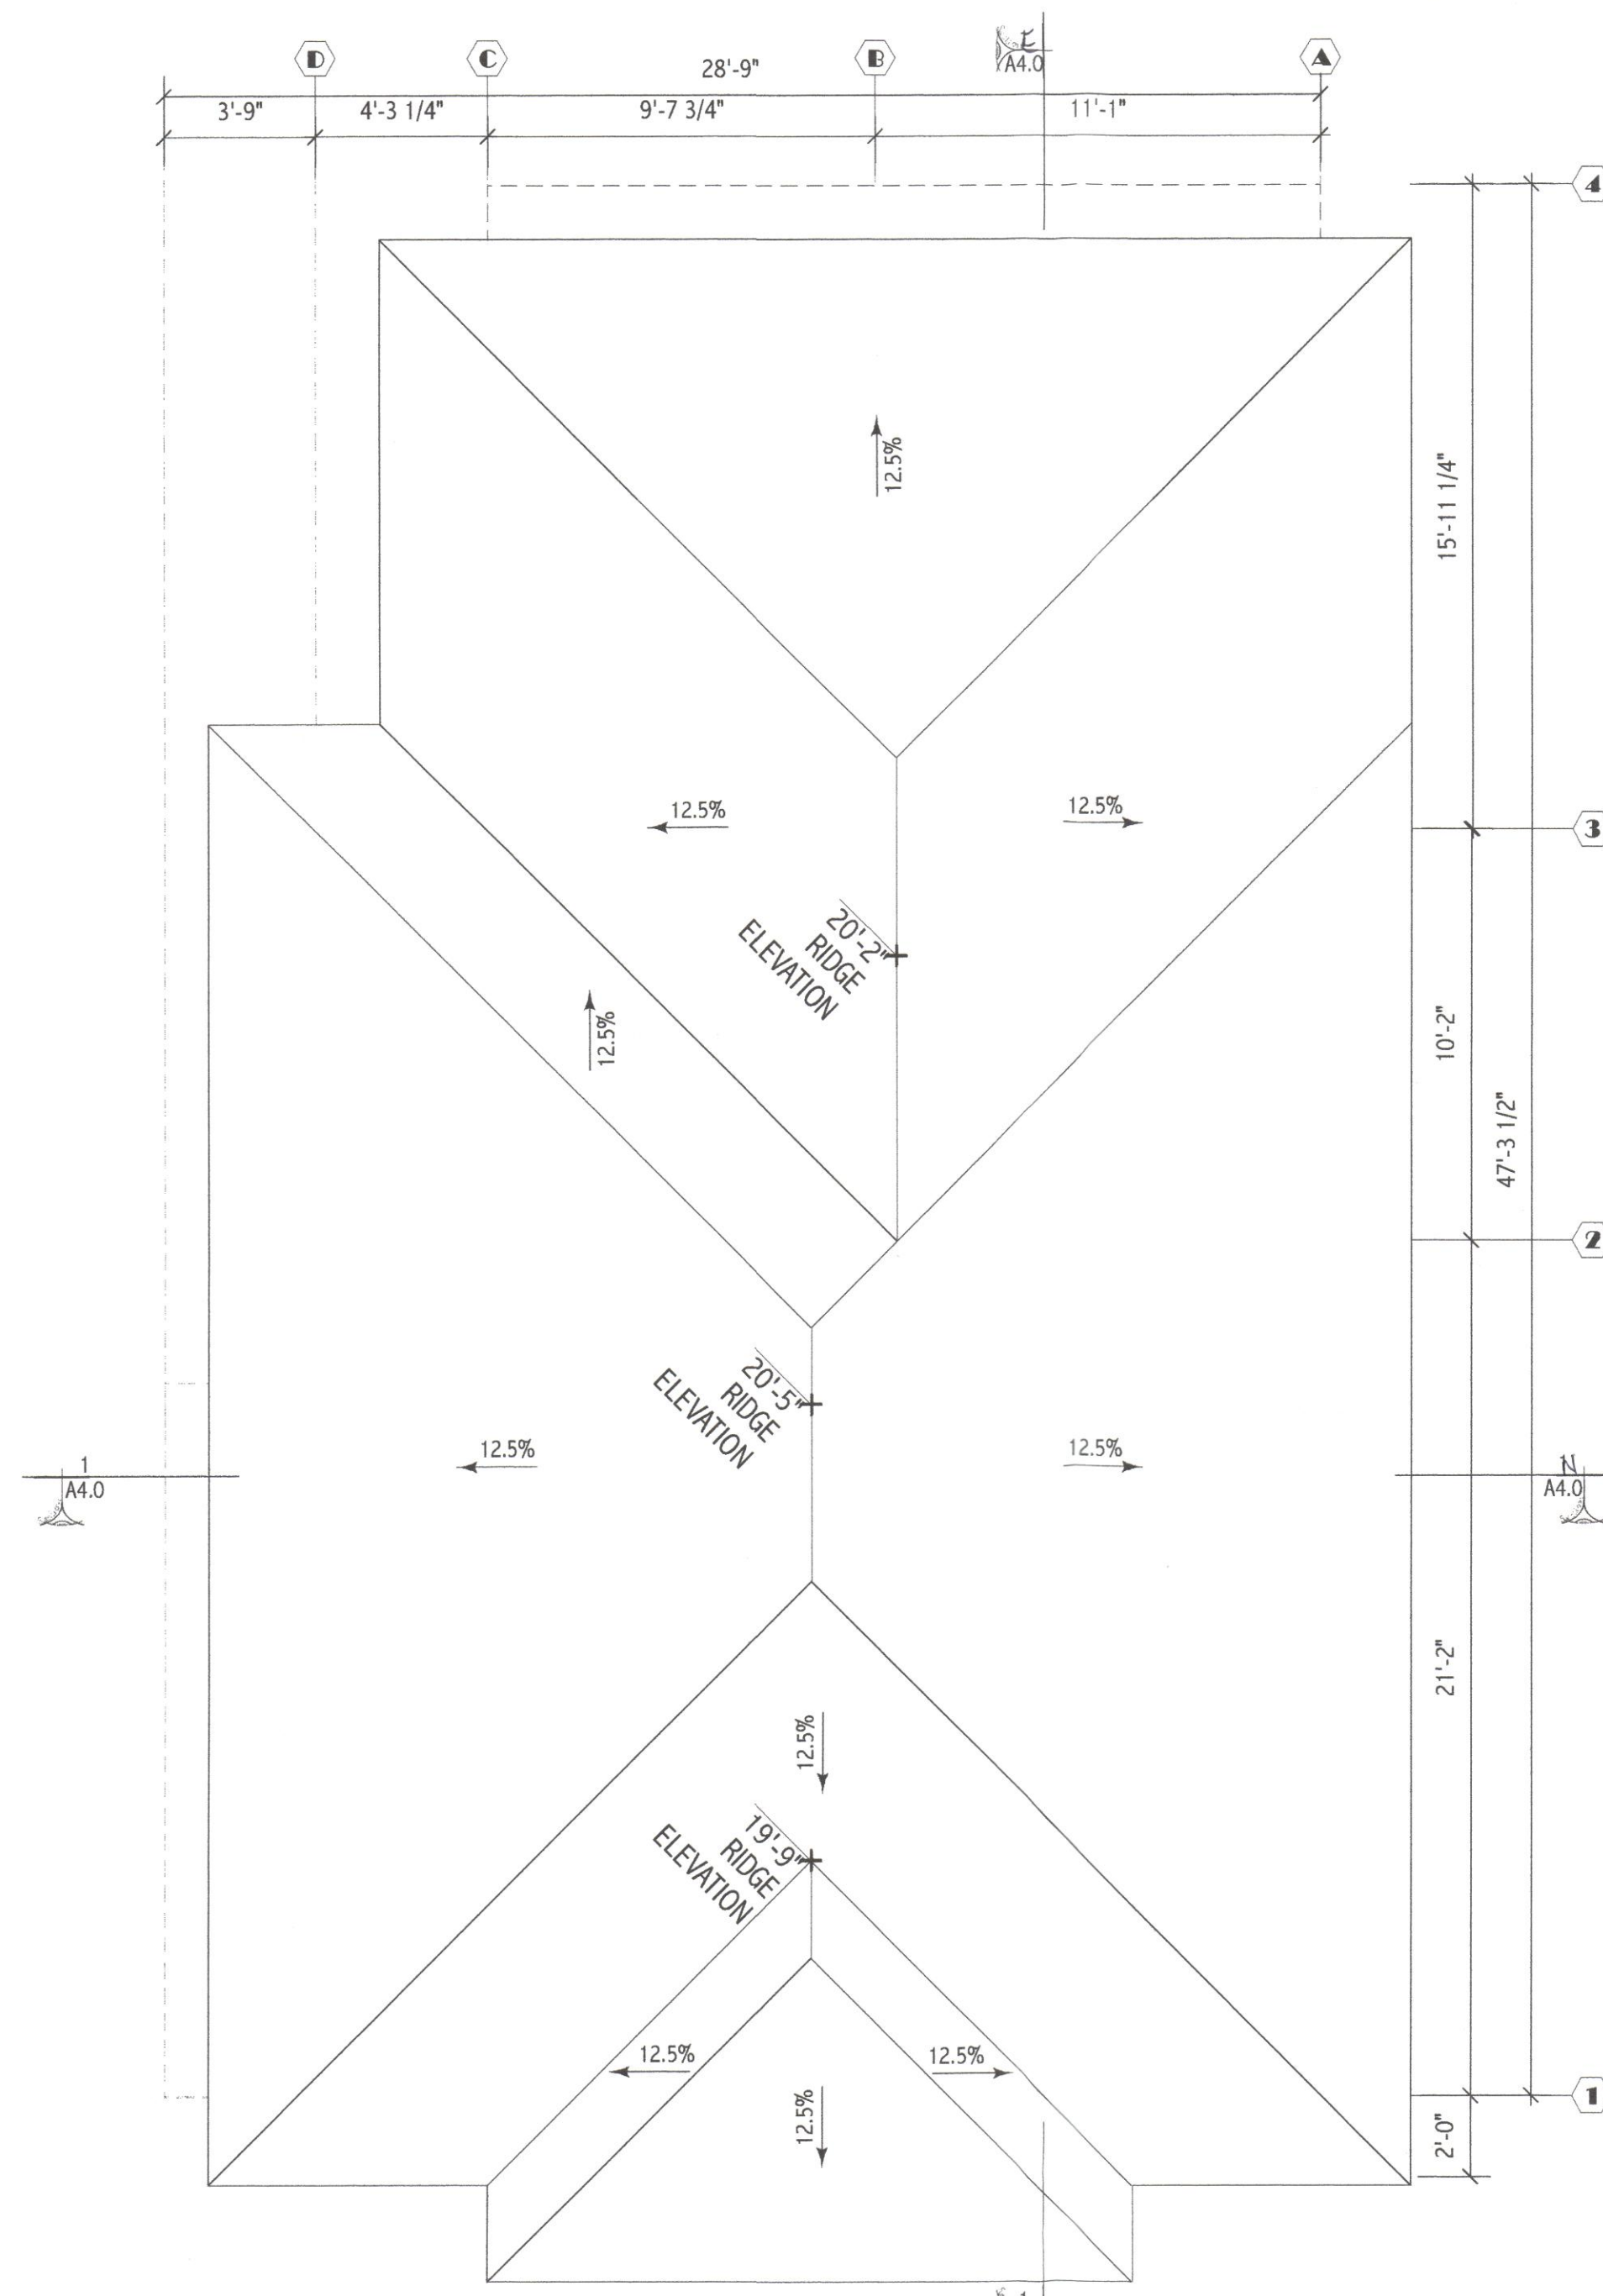 D
C
B
E
A4.0
A
28'-9"
3'-9"
4'-3 1/4"
9'-7 3/4"
11'-1"
4
12.5%
15'-11 1/4"
12.5%
12.5%
3
20'-2"
RIDGE
ELEVATION
12.5%
10'-2"
47'-3 1/2"
2
20'-5"
RIDGE
ELEVATION
12.5%
12.5%
1
A4.0
N
A4.0
21'-2"
12.5%
19'-9"
RIDGE
ELEVATION
12.5%
12.5%
12.5%
1
2'-0"